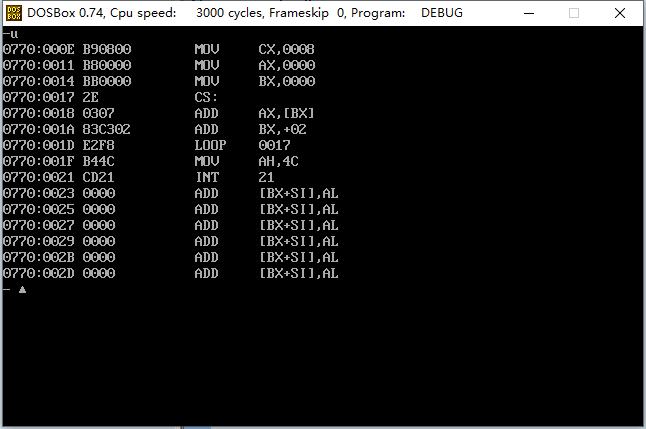 DOS BOX DOSBox 0.74, Cpu speed: 3000 cycles, Frameskip 0, Program: DEBUG
-u
0770:000E B90800 MOV CX,0008
0770:0011 B80000 MOV AX,0000
0770:0014 BB0000 MOV BX,0000
0770:0017 2E CS:
0770:0018 0307 ADD AX,[BX]
0770:001A 83C302 ADD BX,+02
0770:001D E2F8 LOOP 0017
0770:001F B44C MOV AH,4C
0770:0021 CD21 INT 21
0770:0023 0000 ADD [BX+SI],AL
0770:0025 0000 ADD [BX+SI],AL
0770:0027 0000 ADD [BX+SI],AL
0770:0029 0000 ADD [BX+SI],AL
0770:002B 0000 ADD [BX+SI],AL
0770:002D 0000 ADD [BX+SI],AL
-